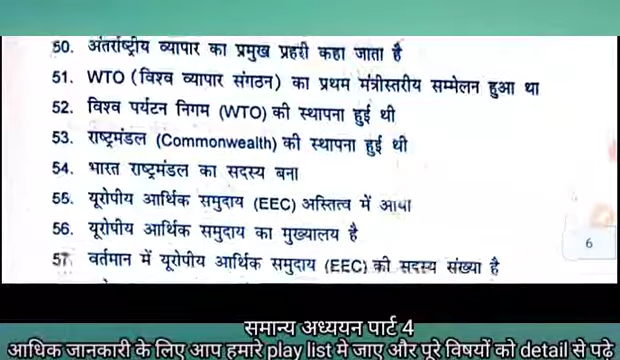 50. अंतर्राष्ट्रीय व्यापार का प्रमुख प्रहरी कहा जाता है
51. WTO (विश्व व्यापार संगठन) का प्रथम मंत्रीस्तरीय सम्मेलन हुआ था
52. विश्व पर्यटन निगम (WTO) की स्थापना हुई थी
53. राष्ट्रमंडल (Commonwealth) की स्थापना हुई थी
54. भारत राष्ट्रमंडल का सदस्य बना
55. यूरोपीय आर्थिक समुदाय (EEC) अस्तित्व में आया
56. यूरोपीय आर्थिक समुदाय का मुख्यालय है
6
57. वर्तमान में यूरोपीय आर्थिक समुदाय (EEC) की सदस्य संख्या है
समान्य अध्ययन पार्ट 4
आधिक जानकारी के लिए आप हमारे play list मे जाए और पूरे विषयों को detail से पढ़े